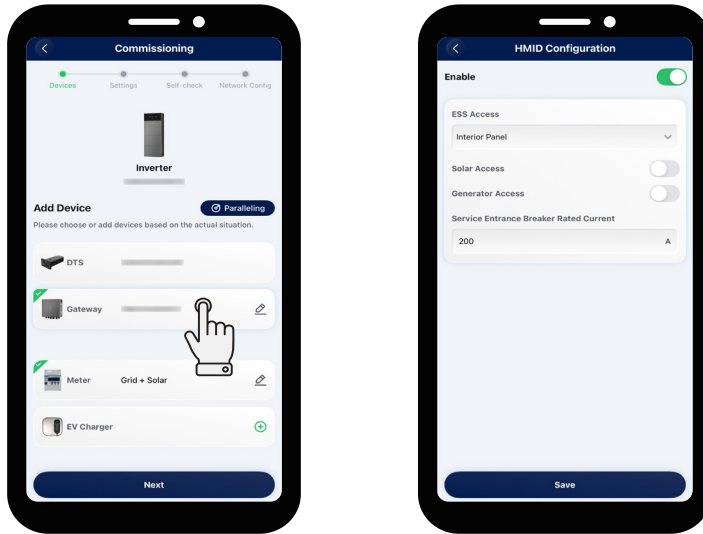 Commissioning
Devices Settings Self-check Network Config
Inverter
Add Device Paralleling
Please choose or add devices based on the actual situation.
DTS
Gateway
Meter Grid + Solar
EV Charger
Next
HMID Configuration
Enable
ESS Access
Interior Panel
Solar Access
Generator Access
Service Entrance Breaker Rated Current
200 A
Save